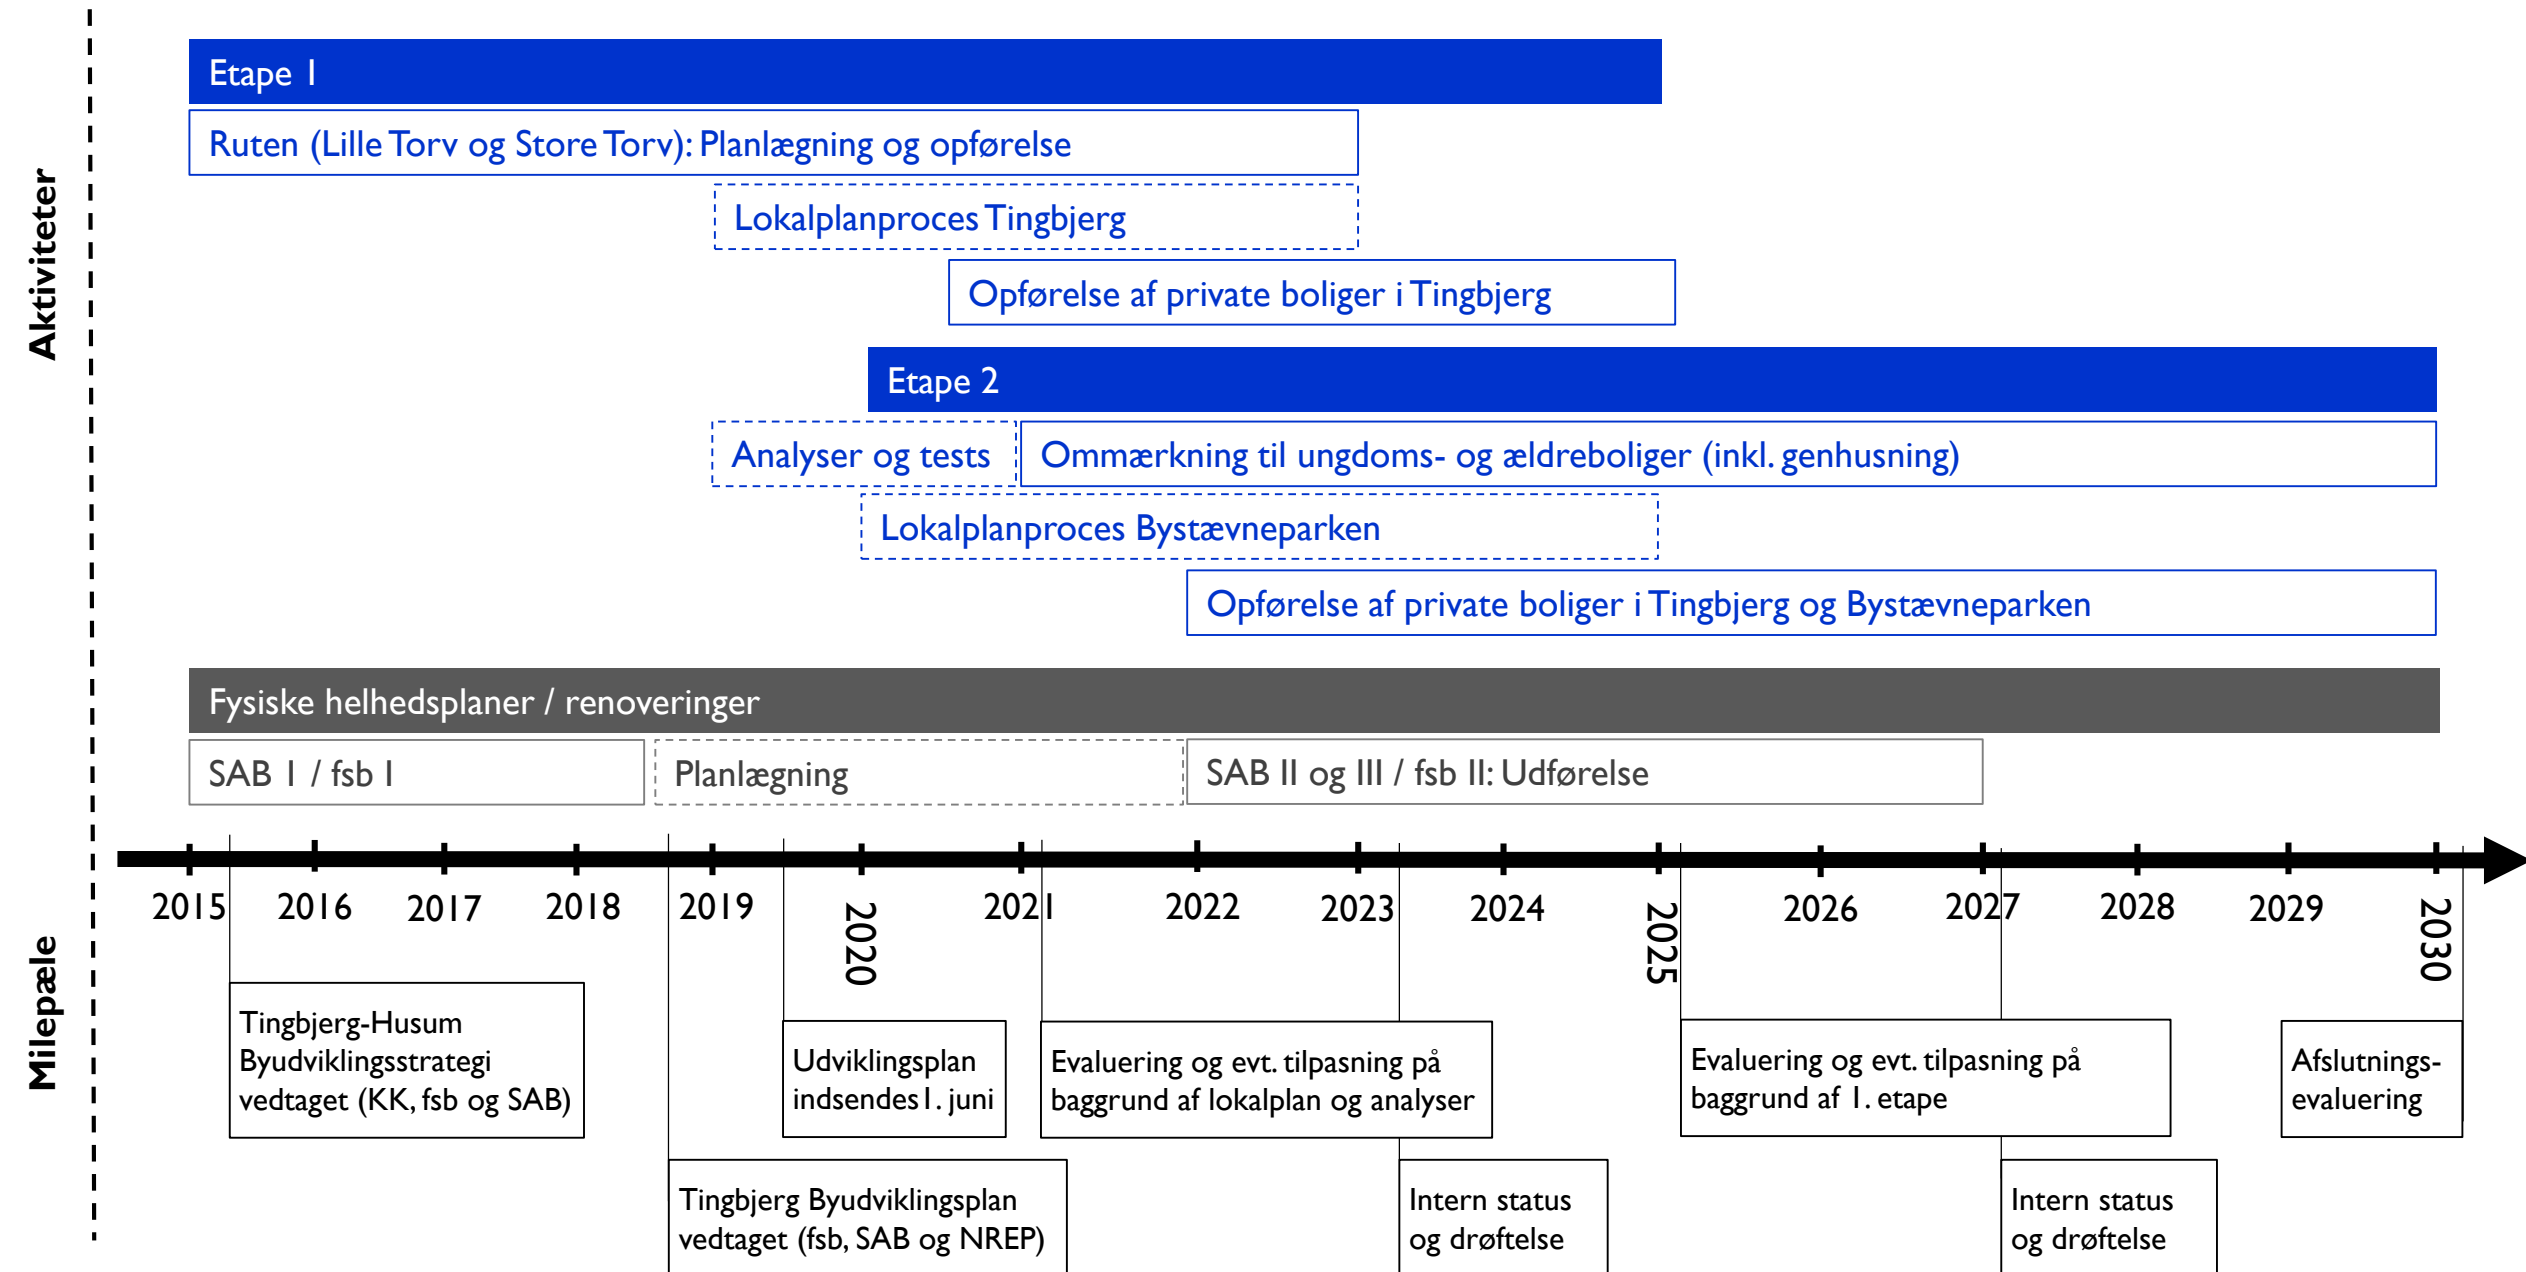 Aktiviteter
Etape 1
Ruten (Lille Torv og Store Torv): Planlægning og opførelse
Lokalplanproces Tingbjerg
Opførelse af private boliger i Tingbjerg
Etape 2
Analyser og tests
Ommærkning til ungdoms- og ældreboliger (inkl. genhusning)
Lokalplanproces Bystævneparken
Opførelse af private boliger i Tingbjerg og Bystævneparken
Fysiske helhedsplaner / renoveringer
SAB 1 / fsb I
Planlægning
SAB II og III / fsb II: Udførelse
2015 2016 2017 2018 2019 2020 2021 2022 2023 2024 2025 2026 2027 2028 2029 2030
Milepæle
Tingbjerg-Husum
Byudviklingsstrategi
vedtaget (KK, fsb og SAB)
Udviklingsplan
indsendes1. juni
Evaluering og evt. tilpasning på
baggrund af lokalplan og analyser
Evaluering og evt. tilpasning på
baggrund af 1. etape
Afslutnings-
evaluering
Tingbjerg Byudviklingsplan
vedtaget (fsb, SAB og NREP)
Intern status
og drøftelse
Intern status
og drøftelse